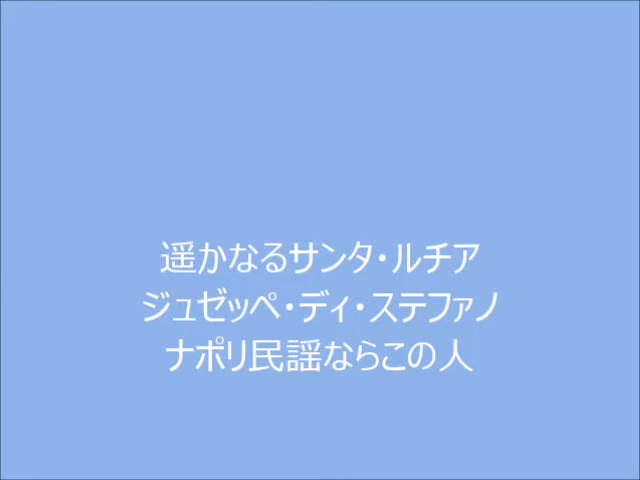 遥かなるサンタ・ルチア
ジュゼッペ・ディ・ステファノ
ナポリ民謡ならこの人